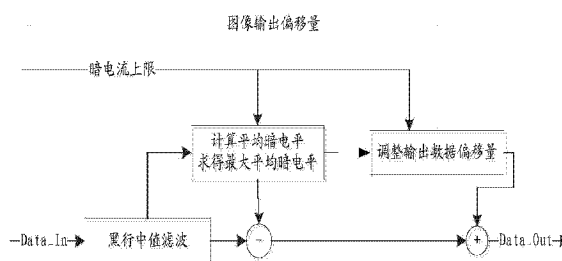 图像输出偏移量
暗电流上限
计算平均暗电平
求得最大平均暗电平
调整输出数据偏移量
Data_In
黑行中值滤波
-
+
Data_Out